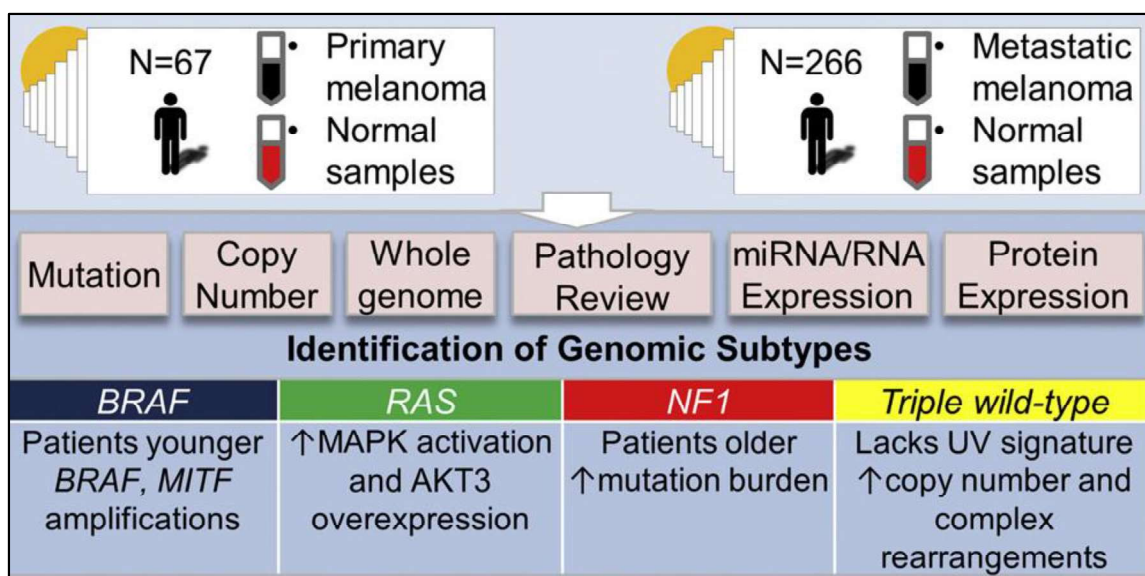 N=67
• Primary
melanoma
• Normal
samples
N=266
• Metastatic
melanoma
• Normal
samples
Mutation
Copy
Number
Whole
genome
Pathology
Review
miRNA/RNA
Expression
Protein
Expression
Identification of Genomic Subtypes
BRAF
Patients younger
BRAF, MITF
amplifications
RAS
↑MAPK activation
and AKT3
overexpression
NF1
Patients older
↑mutation burden
Triple wild-type
Lacks UV signature
↑copy number and
complex
rearrangements